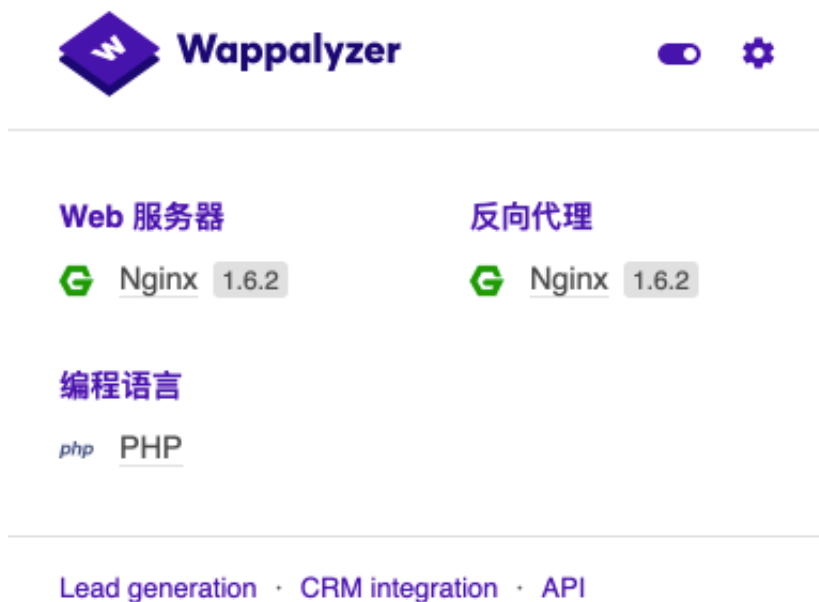 Wappalyzer
Web 服务器
Nginx 1.6.2
反向代理
Nginx 1.6.2
编程语言
php PHP
Lead generation · CRM integration · API